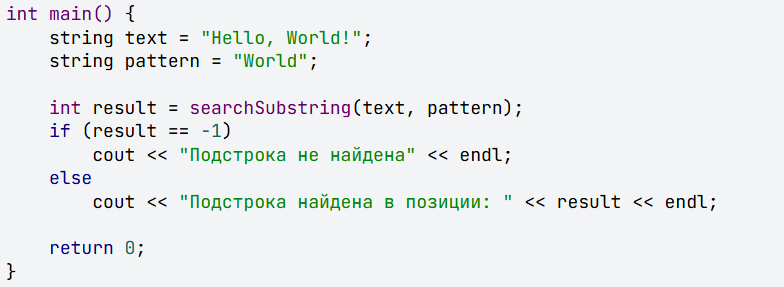 int main() {
    string text = "Hello, World!";
    string pattern = "World";

    int result = searchSubstring(text, pattern);
    if (result == -1)
        cout << "Подстрока не найдена" << endl;
    else
        cout << "Подстрока найдена в позиции: " << result << endl;

    return 0;
}